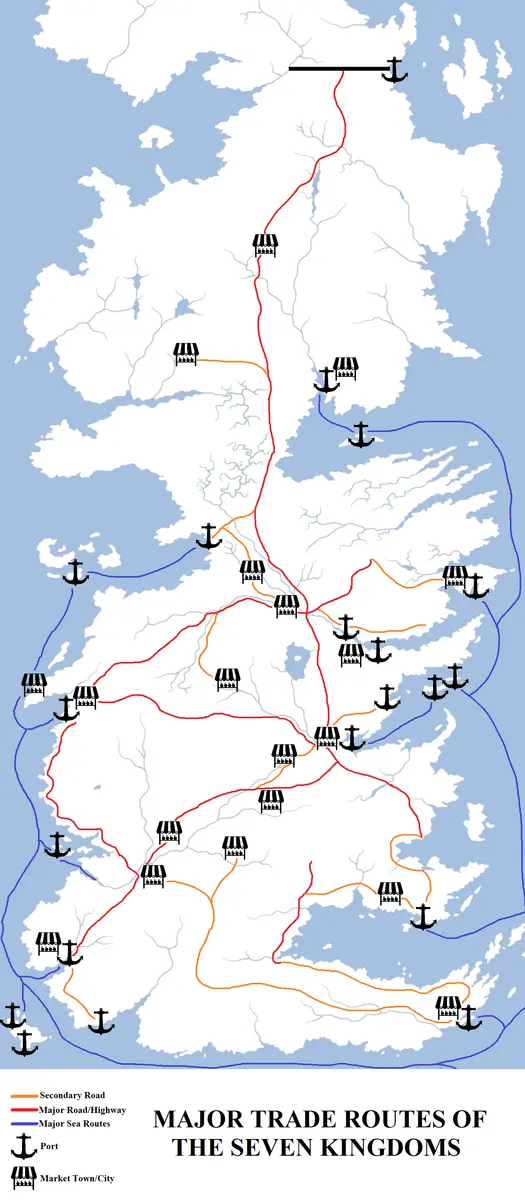 Secondary Road
Major Road/Highway
Major Sea Routes
Port
Market Town/City
MAJOR TRADE ROUTES OF
THE SEVEN KINGDOMS